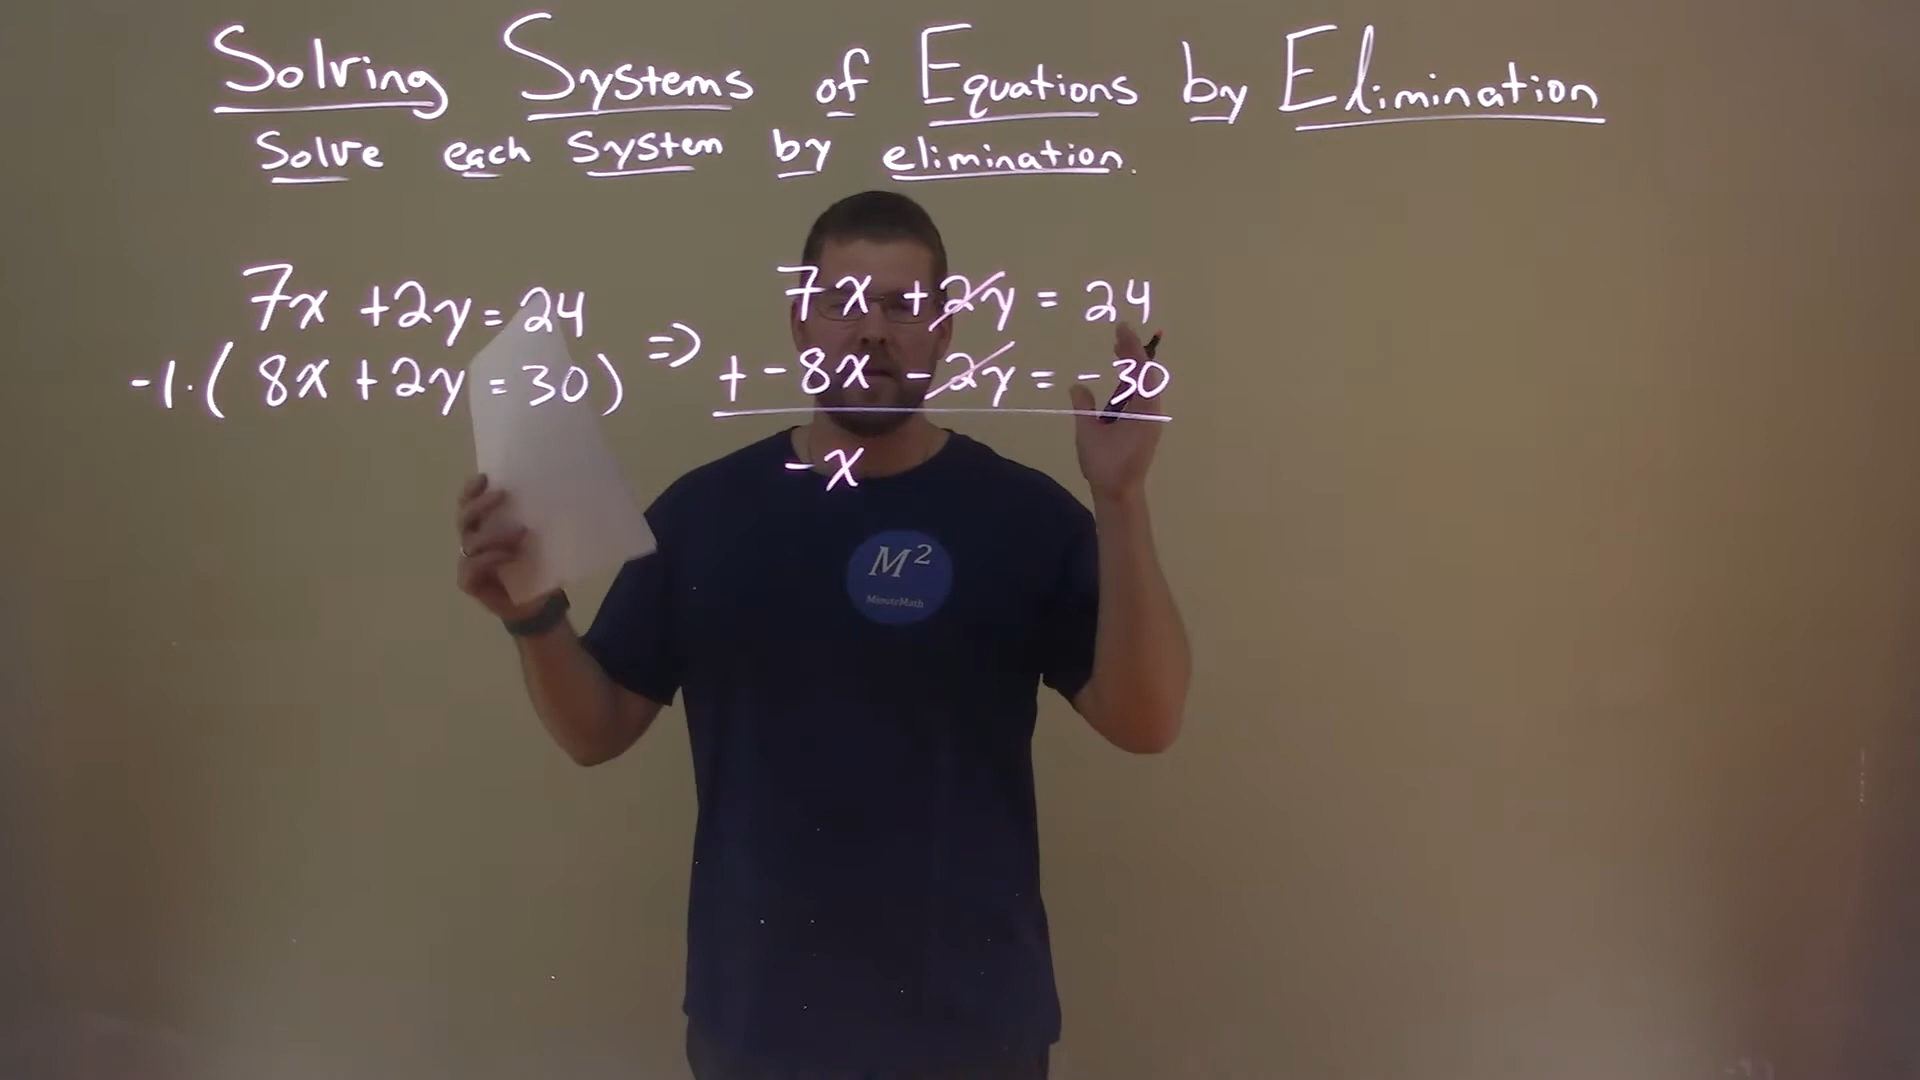 Solving Systems of Equations by Elimination
Solve each system by elimination.
7x + 2y = 24
-1·( 8x + 2y = 30 )
⇒
7x + 2y = 24
+ -8x - 2y = -30
-x
M²
MinuteMath